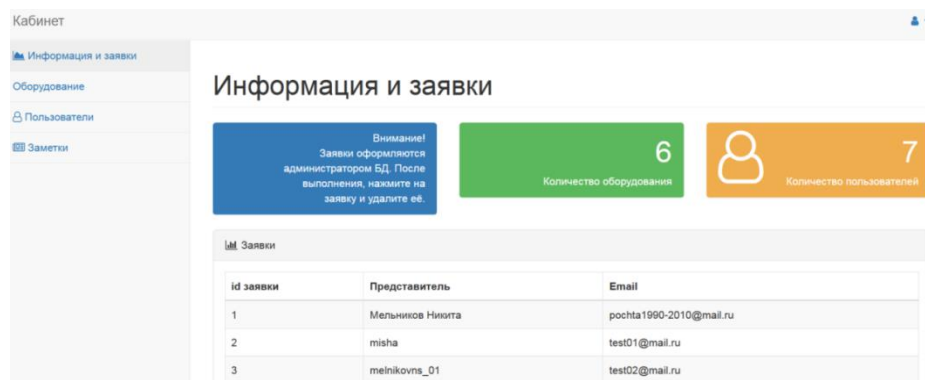 Кабинет
Информация и заявки
Оборудование
Пользователи
Заметки
Информация и заявки
Внимание!
Заявки оформляются
администратором БД. После
выполнения, нажмите на
заявку и удалите её.
6
Количество оборудования
7
Количество пользователей
Заявки
id заявки Представитель Email
1 Мельников Никита pochta1990-2010@mail.ru
2 misha test01@mail.ru
3 melnikovns_01 test02@mail.ru